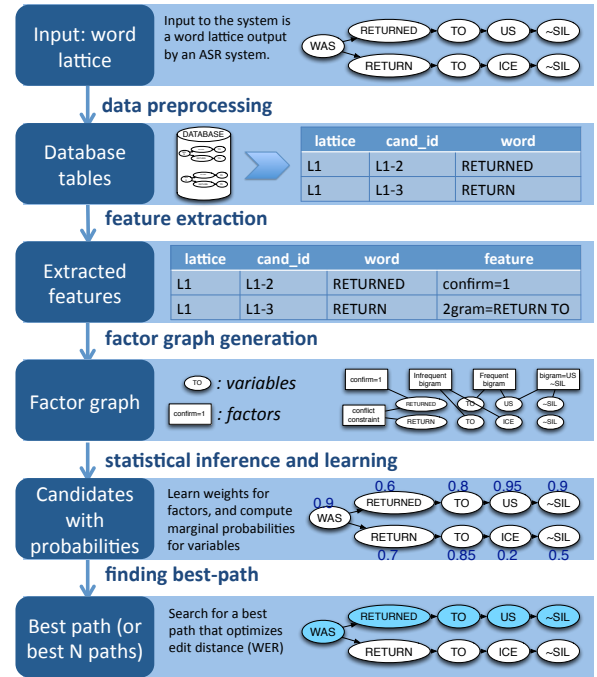 Input: word
lattice
Input to the system is
a word lattice output
by an ASR system.
WAS
RETURNED TO US ~SIL
RETURN TO ICE ~SIL
data preprocessing
Database
tables
DATABASE
lattice cand_id word
L1 L1-2 RETURNED
L1 L1-3 RETURN
feature extraction
Extracted
features
lattice cand_id word feature
L1 L1-2 RETURNED confirm=1
L1 L1-3 RETURN 2gram=RETURN TO
factor graph generation
Factor graph
TO : variables
confirm=1 : factors
confirm=1
Infrequent
bigram
Frequent
bigram
bigram=US
~SIL
conflict
constraint
RETURNED TO US ~SIL
RETURN TO ICE ~SIL
statistical inference and learning
Candidates
with
probabilities
Learn weights for
factors, and compute
marginal probabilities
for variables
0.6 0.8 0.95 0.9
0.9
WAS
RETURNED TO US ~SIL
RETURN TO ICE ~SIL
0.7 0.85 0.2 0.5
finding best-path
Best path (or
best N paths)
Search for a best
path that optimizes
edit distance (WER)
WAS
RETURNED TO US ~SIL
RETURN TO ICE ~SIL